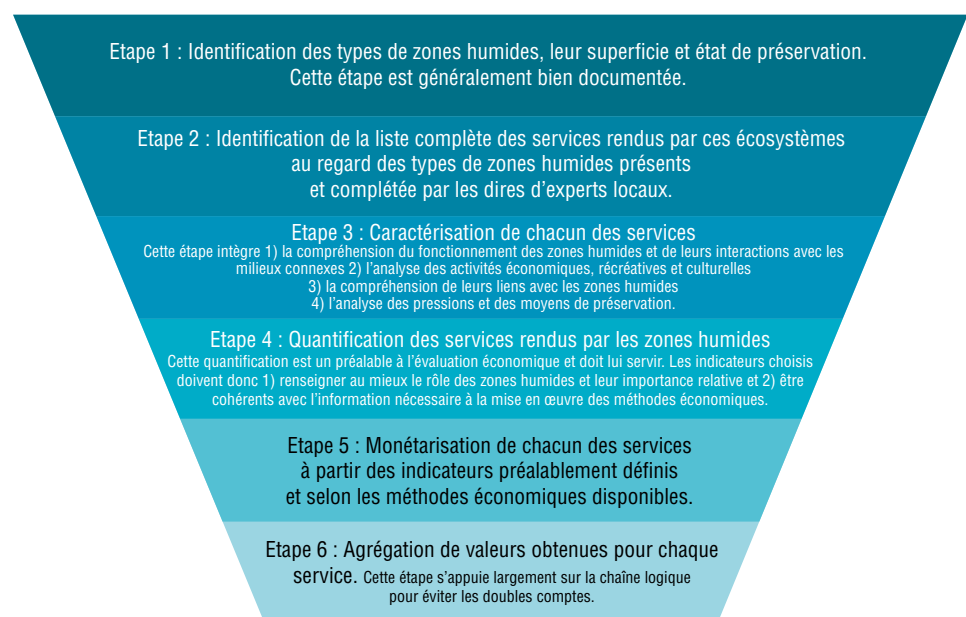 Etape 1 : Identification des types de zones humides, leur superficie et état de préservation.
Cette étape est généralement bien documentée.
Etape 2 : Identification de la liste complète des services rendus par ces écosystèmes
au regard des types de zones humides présents
et complétée par les dires d’experts locaux.
Etape 3 : Caractérisation de chacun des services
Cette étape intègre 1) la compréhension du fonctionnement des zones humides et de leurs interactions avec les
milieux connexes 2) l’analyse des activités économiques, récréatives et culturelles
3) la compréhension de leurs liens avec les zones humides
4) l’analyse des pressions et des moyens de préservation.
Etape 4 : Quantification des services rendus par les zones humides
Cette quantification est un préalable à l’évaluation économique et doit lui servir. Les indicateurs choisis
doivent donc 1) renseigner au mieux le rôle des zones humides et leur importance relative et 2) être
cohérents avec l’information nécessaire à la mise en œuvre des méthodes économiques.
Etape 5 : Monétarisation de chacun des services
à partir des indicateurs préalablement définis
et selon les méthodes économiques disponibles.
Etape 6 : Agrégation de valeurs obtenues pour chaque
service. Cette étape s’appuie largement sur la chaîne logique
pour éviter les doubles comptes.